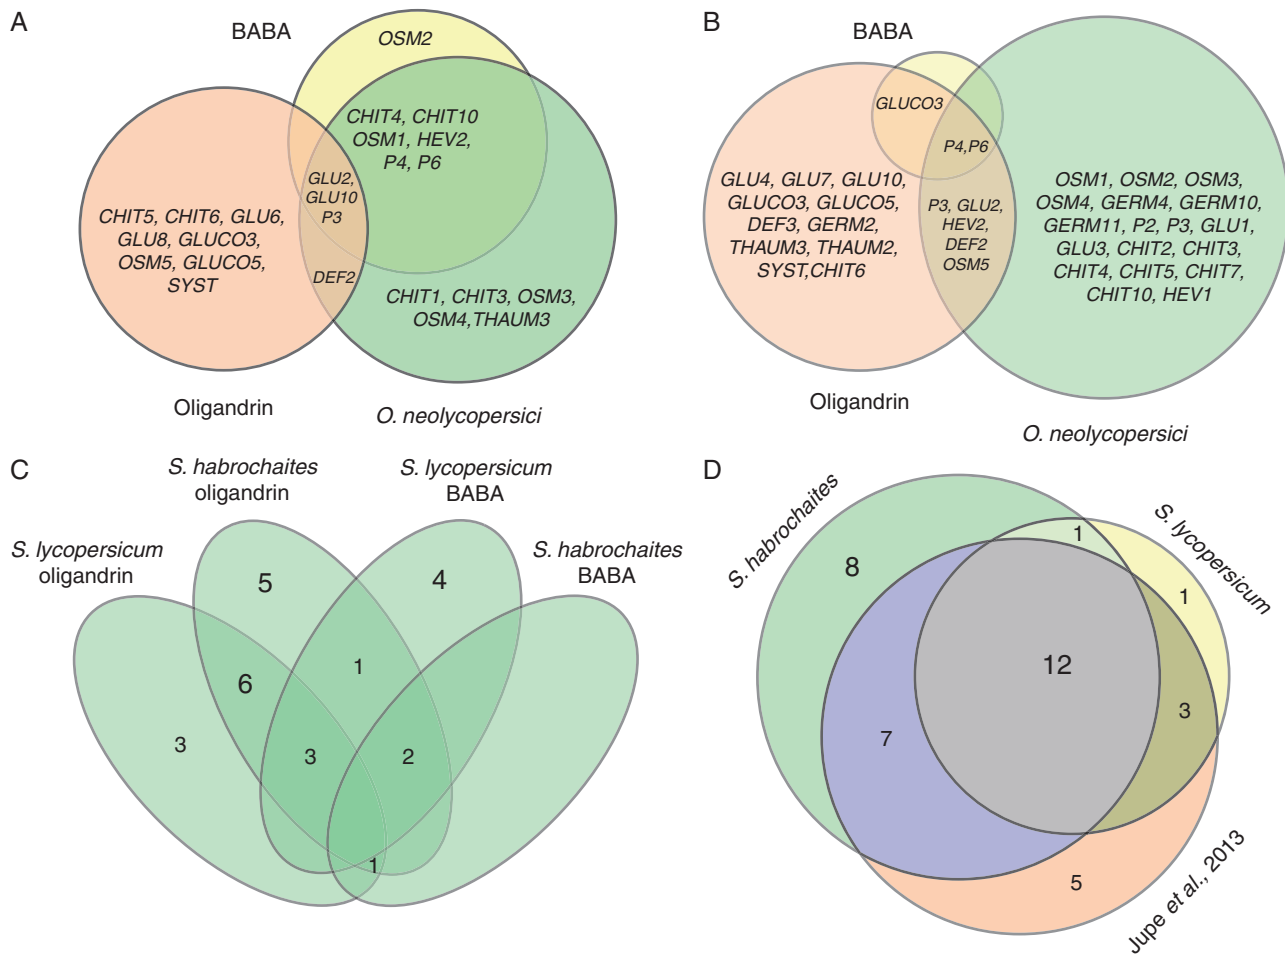 A
BABA
OSM2
CHIT4, CHIT10
OSM1, HEV2,
P4, P6
GLU2,
GLU10
P3
CHIT5, CHIT6, GLU6,
GLU8, GLUCO3,
OSM5, GLUCO5,
SYST
DEF2
CHIT1, CHIT3, OSM3,
OSM4,THAUM3
Oligandrin
O. neolycopersici
B
BABA
GLUCO3
P4,P6
GLU4, GLU7, GLU10,
GLUCO3, GLUCO5,
DEF3, GERM2,
THAUM3, THAUM2,
SYST,CHIT6
P3, GLU2,
HEV2,
DEF2
OSM5
OSM1, OSM2, OSM3,
OSM4, GERM4, GERM10,
GERM11, P2, P3, GLU1,
GLU3, CHIT2, CHIT3,
CHIT4, CHIT5, CHIT7,
CHIT10, HEV1
Oligandrin
O. neolycopersici
C
S. habrochaites
oligandrin
S. lycopersicum
BABA
S. lycopersicum
oligandrin
S. habrochaites
BABA
5
4
1
6
3
3
2
1
D
S. habrochaites
S. lycopersicum
1
8
1
12
3
7
5
Jupe et al., 2013